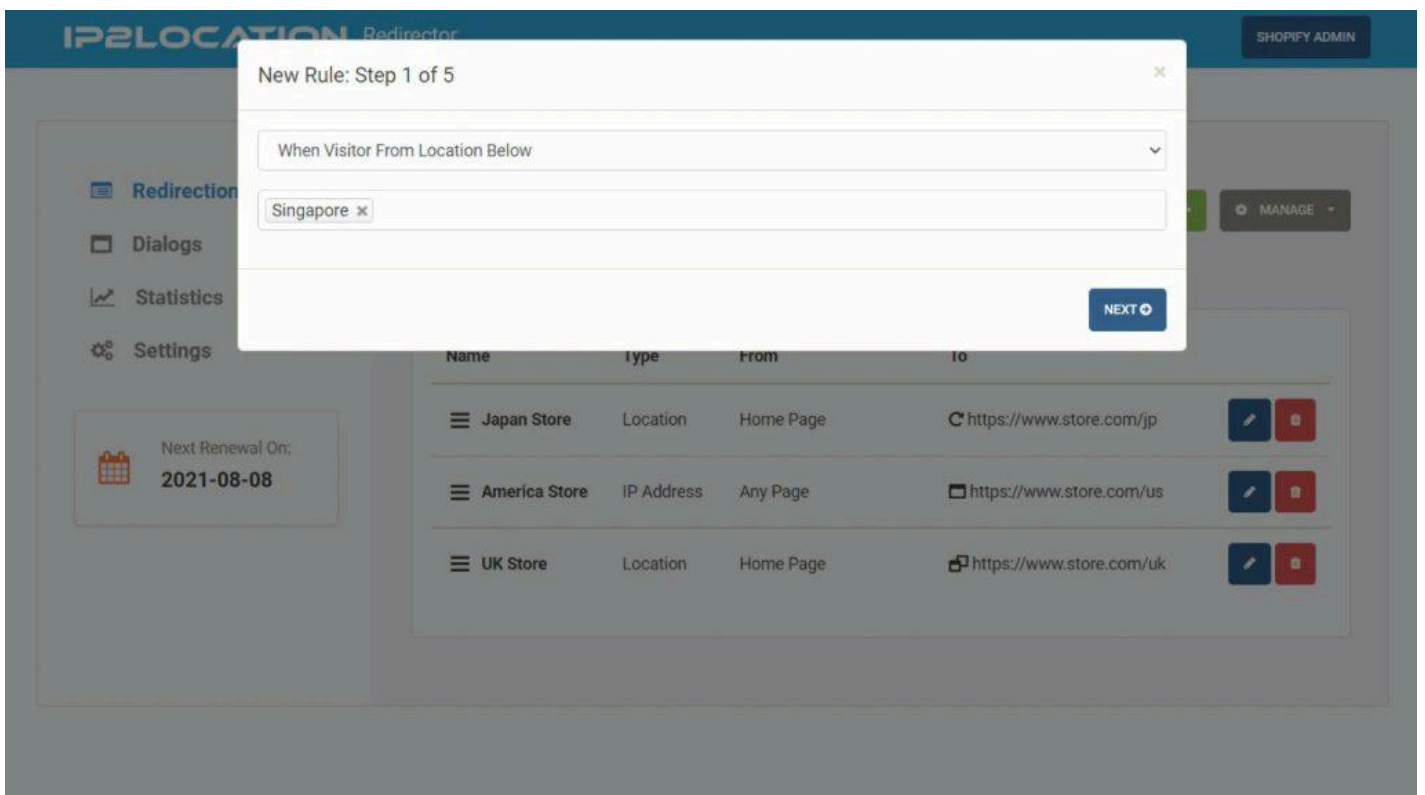 IP2LOCATION Redirector
SHOPIFY ADMIN
New Rule: Step 1 of 5
×
When Visitor From Location Below
Singapore ×
NEXT
Redirection
Dialogs
Statistics
Settings
MANAGE
Next Renewal On:
2021-08-08
Name Type From To
Japan Store Location Home Page https://www.store.com/jp
America Store IP Address Any Page https://www.store.com/us
UK Store Location Home Page https://www.store.com/uk